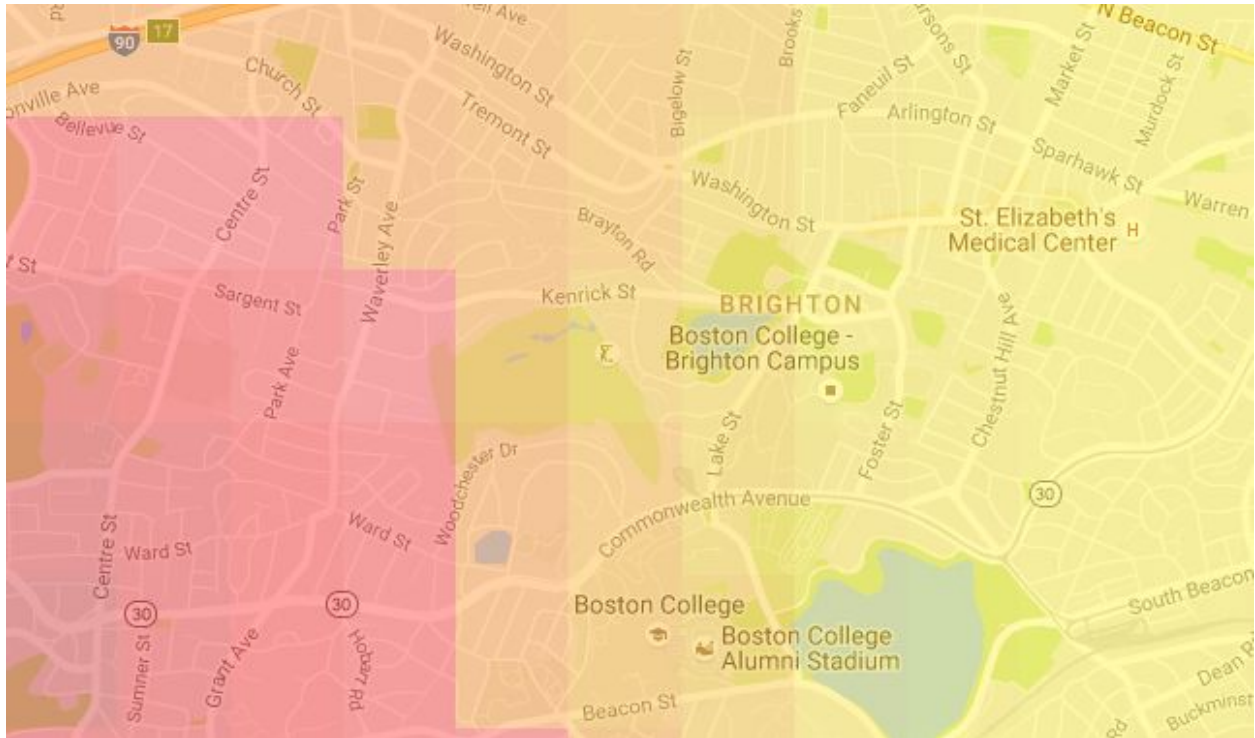 N Beacon St
17
90
Church St
Washington St
Tremont St
Bigelow St
Brooks
Faneuil St
Arlington St
Market St
Murdock St
Sparhawk St
Warren
Bellevue St
Centre St
Park St
Waverley Ave
Brayton Rd
Washington St
St. Elizabeth's
Medical Center
H
Sargent St
Kenrick St
BRIGHTON
Boston College -
Brighton Campus
Chestnut Hill Ave
Park Ave
Lake St
Foster St
Woodchester Dr
Commonwealth Avenue
30
Centre St
Ward St
Ward St
30
30
Boston College
Boston College
Alumni Stadium
South Beacon
Sumner St
Grant Ave
Hobart Rd
Beacon St
Dean
Buckminst
Rd